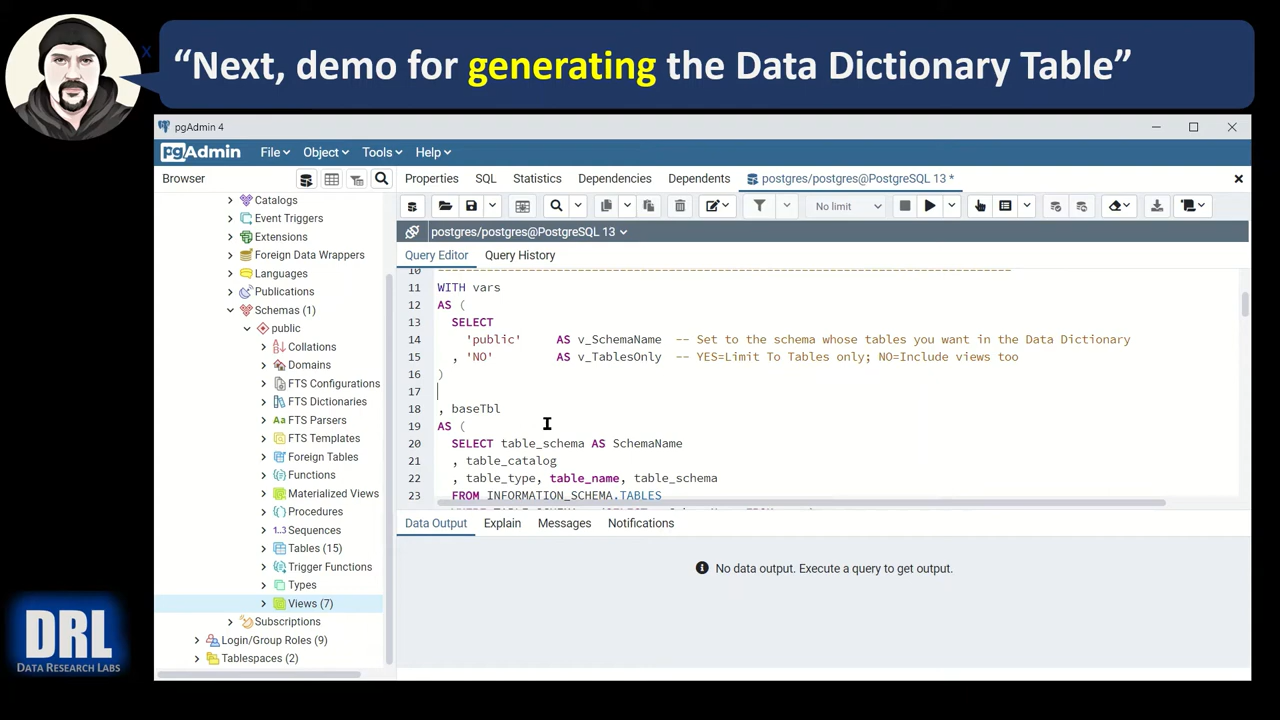 “Next, demo for generating the Data Dictionary Table”
x
pgAdmin 4
pgAdmin File Object Tools Help
Browser
Properties SQL Statistics Dependencies Dependents postgres/postgres@PostgreSQL 13 *
No limit
postgres/postgres@PostgreSQL 13
Query Editor Query History
Catalogs
Event Triggers
Extensions
Foreign Data Wrappers
Languages
Publications
Schemas (1)
public
Collations
Domains
FTS Configurations
FTS Dictionaries
Aa FTS Parsers
FTS Templates
Foreign Tables
Functions
Materialized Views
Procedures
1..3 Sequences
Tables (15)
Trigger Functions
Types
Views (7)
Subscriptions
Login/Group Roles (9)
Tablespaces (2)
10 ----------------------------------------------------------------------------------
11 WITH vars
12 AS (
13 SELECT
14 'public' AS v_SchemaName -- Set to the schema whose tables you want in the Data Dictionary
15 , 'NO' AS v_TablesOnly -- YES=Limit To Tables only; NO=Include views too
16 )
17
18 , baseTbl
19 AS (
20 SELECT table_schema AS SchemaName
21 , table_catalog
22 , table_type, table_name, table_schema
23 FROM INFORMATION_SCHEMA.TABLES
Data Output Explain Messages Notifications
No data output. Execute a query to get output.
DRL
DATA RESEARCH LABS